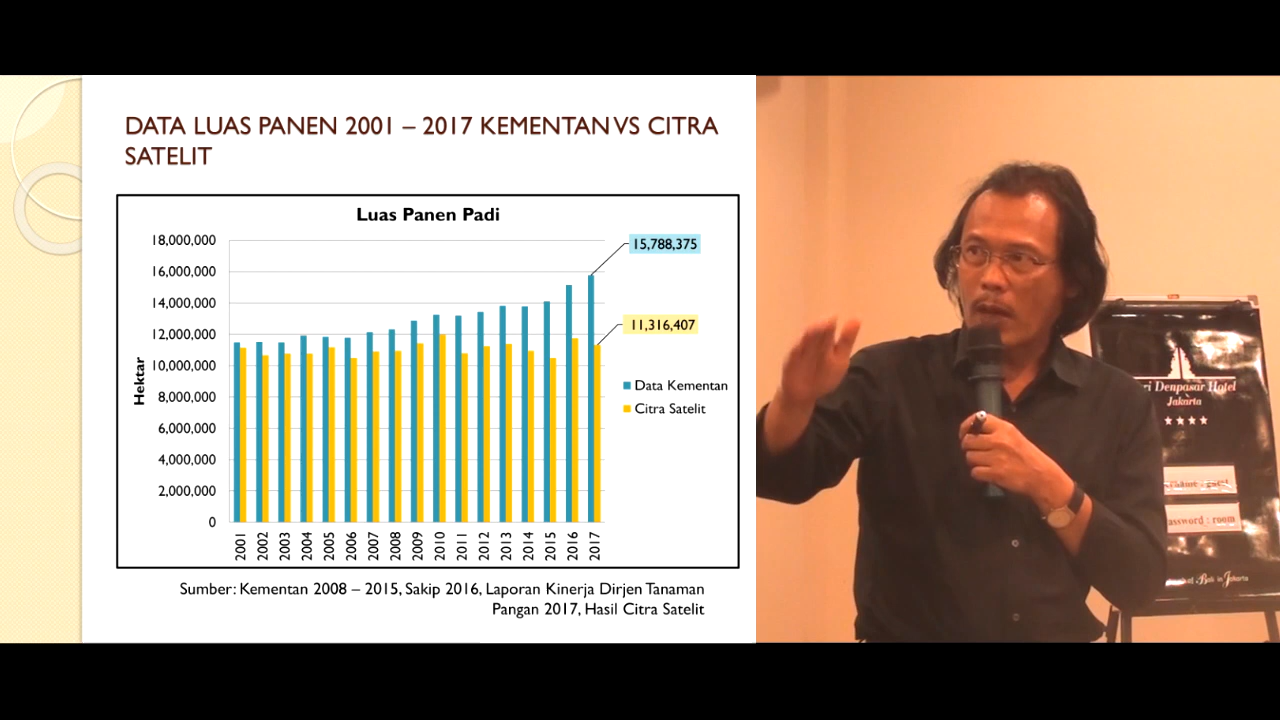 DATA LUAS PANEN 2001 – 2017 KEMENTAN VS CITRA
SATELIT
Luas Panen Padi
18,000,000
16,000,000
14,000,000
12,000,000
10,000,000
8,000,000
6,000,000
4,000,000
2,000,000
0
Hektar
2001
2002
2003
2004
2005
2006
2007
2008
2009
2010
2011
2012
2013
2014
2015
2016
2017
15,788,375
11,316,407
Data Kementan
Citra Satelit
Sumber: Kementan 2008 – 2015, Sakip 2016, Laporan Kinerja Dirjen Tanaman
Pangan 2017, Hasil Citra Satelit
Denpasar Hotel
Jakarta
: room
Bali in Jakarta